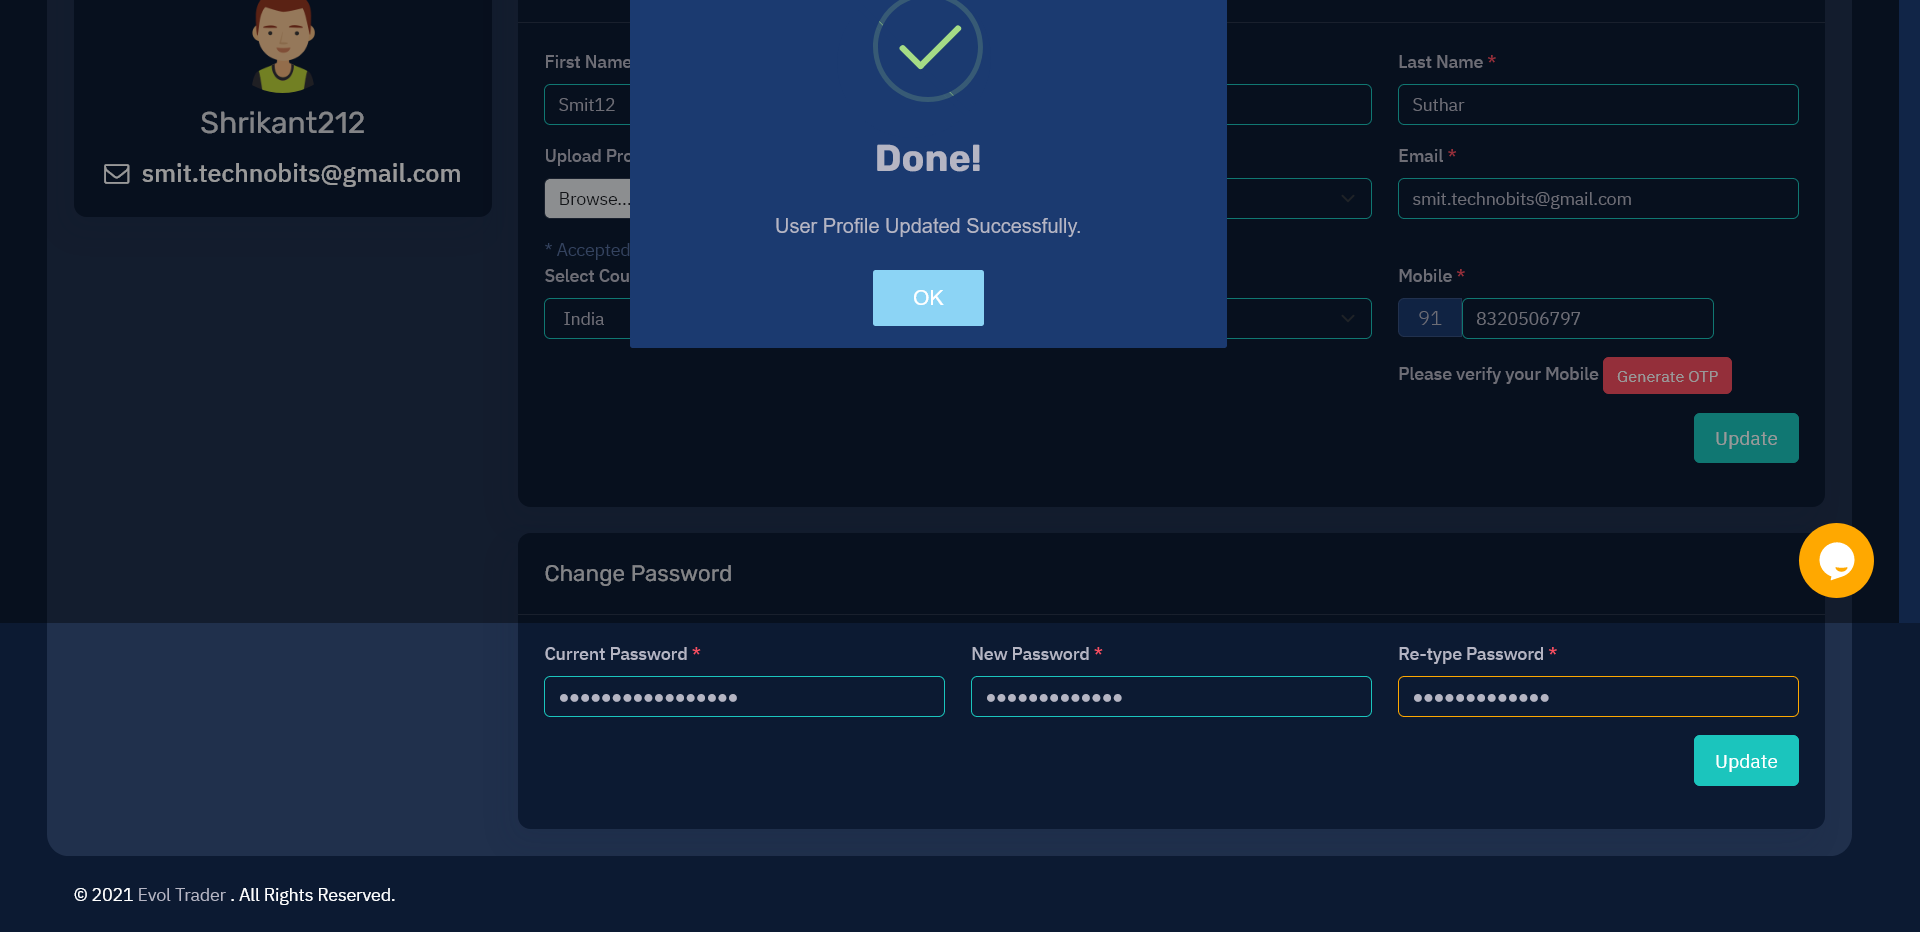 Shrikant212
smit.technobits@gmail.com
First Name
Smit12
Last Name *
Suthar
Upload Pro
Browse...
Email *
smit.technobits@gmail.com
* Accepted
Select Cou
India
Mobile *
91 8320506797
Please verify your Mobile Generate OTP
Update
Done!
User Profile Updated Successfully.
OK
Change Password
Current Password * New Password * Re-type Password *
Update
© 2021 Evol Trader . All Rights Reserved.